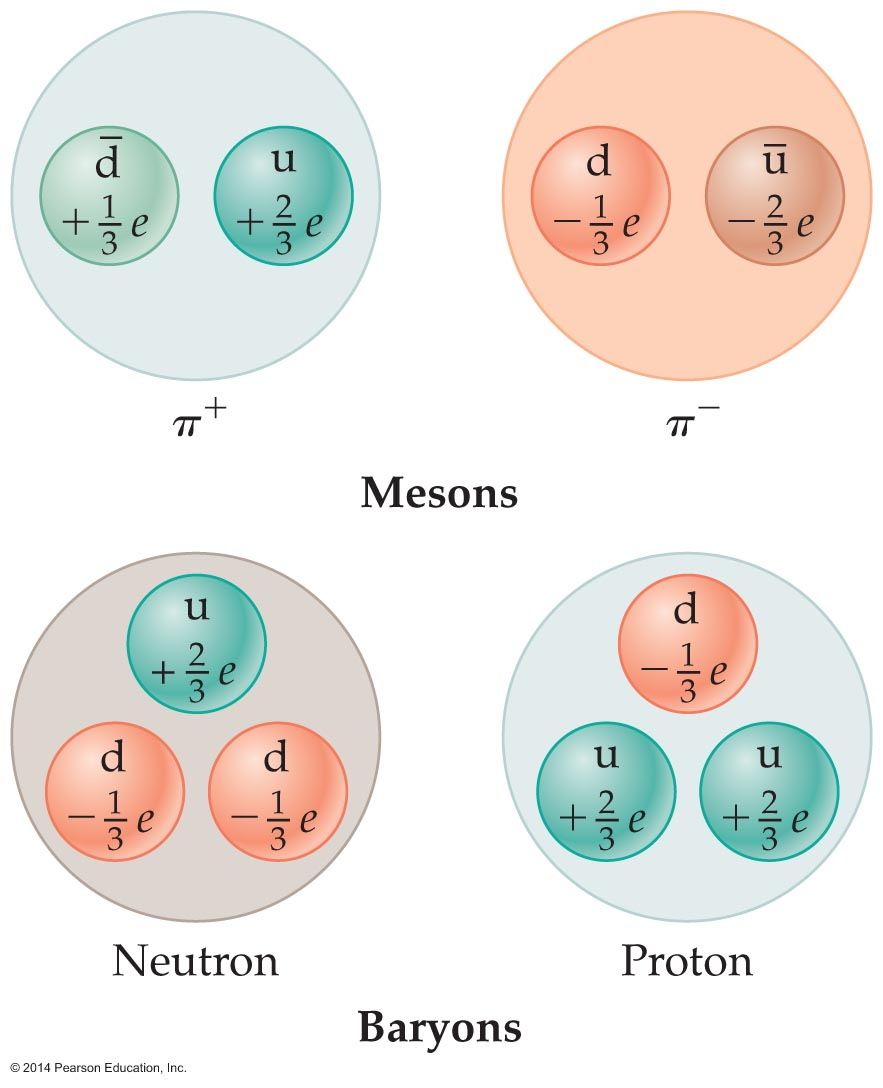 d̅ u d u̅
+1/3 e +2/3 e −1/3 e −2/3 e
π⁺ π⁻
Mesons
u d
+2/3 e −1/3 e
d d u u
−1/3 e −1/3 e +2/3 e +2/3 e
Neutron Proton
Baryons
© 2014 Pearson Education, Inc.